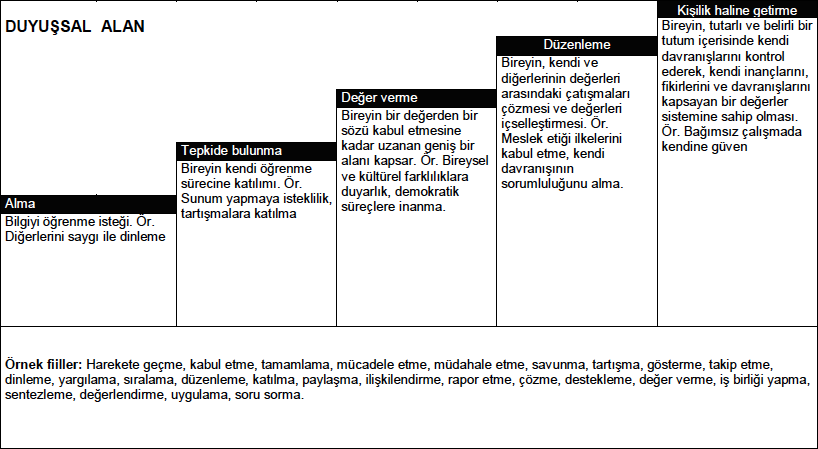 DUYUŞSAL ALAN
Alma
Bilgiyi öğrenme isteği. Ör.
Diğerlerini saygı ile dinleme
Tepkide bulunma
Bireyin kendi öğrenme
sürecine katılımı. Ör.
Sunum yapmaya isteklilik,
tartışmalara katılma
Değer verme
Bireyin bir değerden bir
sözü kabul etmesine
kadar uzanan geniş bir
alanı kapsar. Ör. Bireysel
ve kültürel farklılıklara
duyarlık, demokratik
süreçlere inanma.
Düzenleme
Bireyin, kendi ve
diğerlerinin değerleri
arasındaki çatışmaları
çözmesi ve değerleri
içselleştirmesi. Ör.
Meslek etiği ilkelerini
kabul etme, kendi
davranışının
sorumluluğunu alma.
Kişilik haline getirme
Bireyin, tutarlı ve belirli bir
tutum içerisinde kendi
davranışlarını kontrol
ederek, kendi inançlarını,
fikirlerini ve davranışlarını
kapsayan bir değerler
sistemine sahip olması.
Ör. Bağımsız çalışmada
kendine güven
Örnek fiiller: Harekete geçme, kabul etme, tamamlama, mücadele etme, müdahale etme, savunma, tartışma, gösterme, takip etme,
dinleme, yargılama, sıralama, düzenleme, katılma, paylaşma, ilişkilendirme, rapor etme, çözme, destekleme, değer verme, iş birliği yapma,
sentezleme, değerlendirme, uygulama, soru sorma.